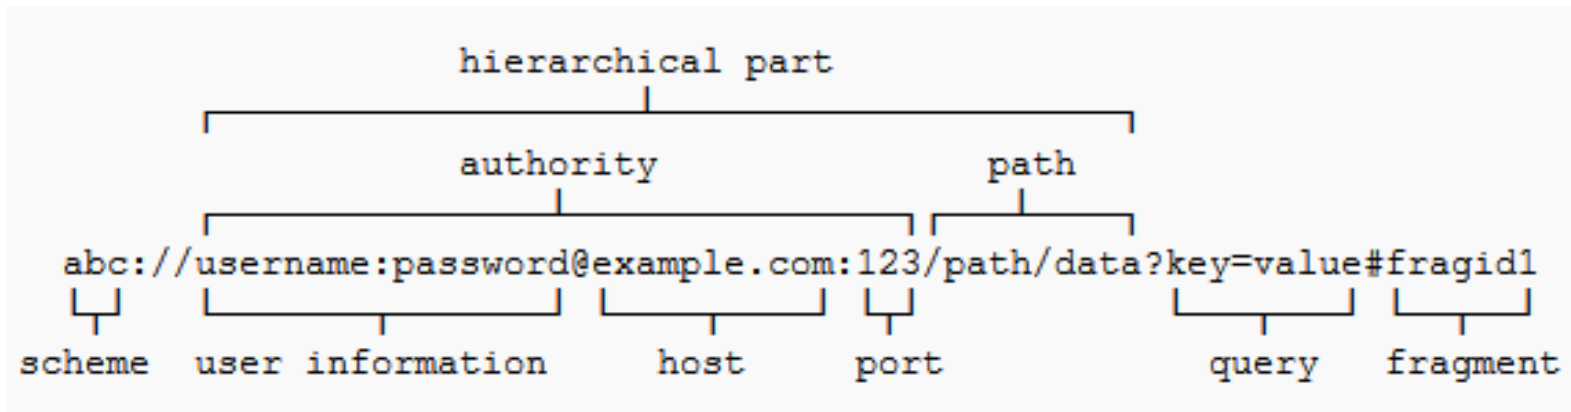 hierarchical part
authority path
abc://username:password@example.com:123/path/data?key=value#fragid1
scheme user information host port query fragment